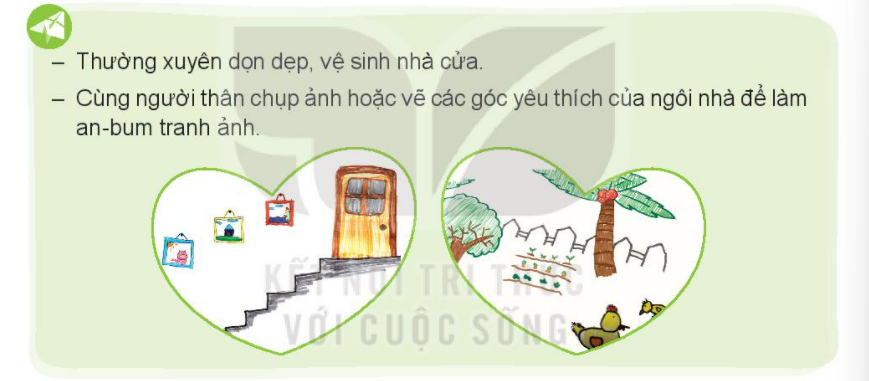 – Thường xuyên dọn dẹp, vệ sinh nhà cửa.
– Cùng người thân chụp ảnh hoặc vẽ các góc yêu thích của ngôi nhà để làm
an-bum tranh ảnh.
KẾT NỐI TRI THỨC
VỚI CUỘC SỐNG